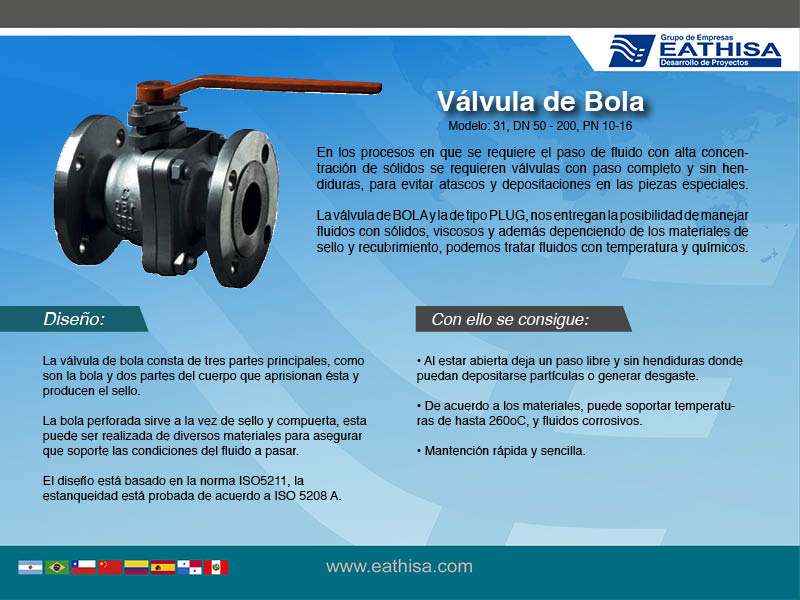 Grupo de Empresas
EATHISA
Desarrollo de Proyectos
Válvula de Bola
Modelo: 31, DN 50 - 200, PN 10-16
En los procesos en que se requiere el paso de fluido con alta concen-
tración de sólidos se requieren válvulas con paso completo y sin hen-
diduras, para evitar atascos y depositaciones en las piezas especiales.
La válvula de BOLA y la de tipo PLUG, nos entregan la posibilidad de manejar
fluidos con sólidos, viscosos y además depenciendo de los materiales de
sello y recubrimiento, podemos tratar fluidos con temperatura y químicos.
Diseño:
La válvula de bola consta de tres partes principales, como
son la bola y dos partes del cuerpo que aprisionan ésta y
producen el sello.
La bola perforada sirve a la vez de sello y compuerta, esta
puede ser realizada de diversos materiales para asegurar
que soporte las condiciones del fluido a pasar.
El diseño está basado en la norma ISO5211, la
estanqueidad está probada de acuerdo a ISO 5208 A.
Con ello se consigue:
• Al estar abierta deja un paso libre y sin hendiduras donde
puedan depositarse partículas o generar desgaste.
• De acuerdo a los materiales, puede soportar temperatu-
ras de hasta 260oC, y fluidos corrosivos.
• Mantención rápida y sencilla.
www.eathisa.com